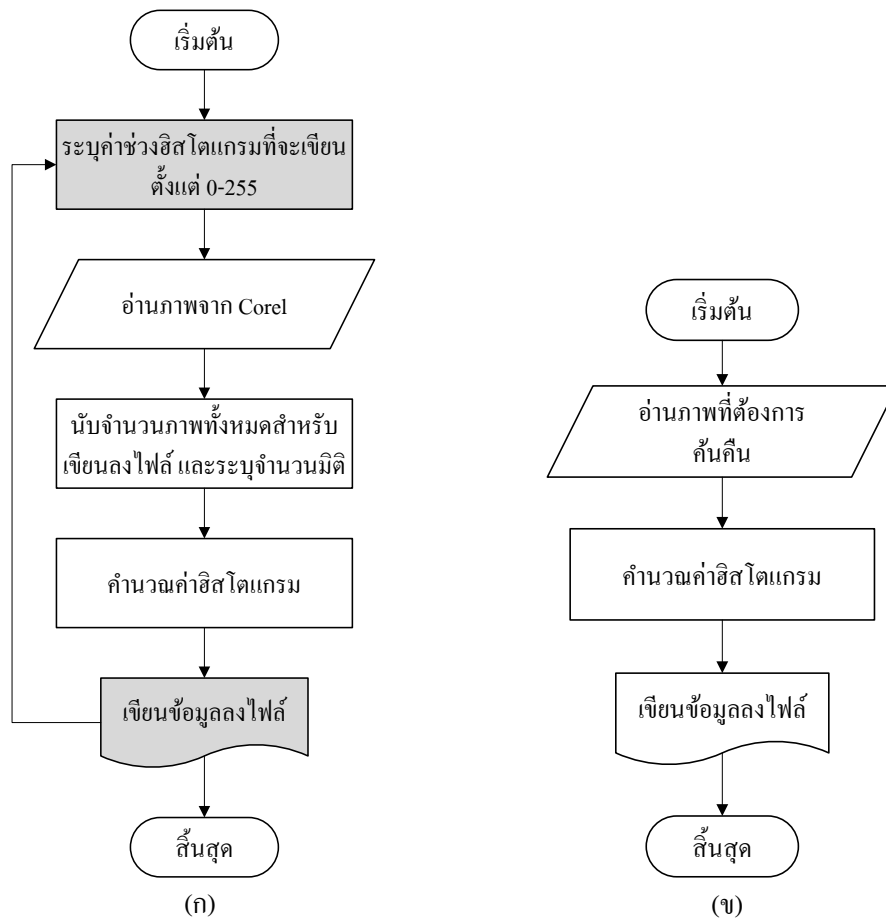 เริ่มต้น
ระบุค่าช่วงฮิสโตแกรมที่จะเขียน
ตั้งแต่ 0-255
อ่านภาพจาก Corel
นับจำนวนภาพทั้งหมดสำหรับ
เขียนลงไฟล์ และระบุจำนวนมิติ
คำนวณค่าฮิสโตแกรม
เขียนข้อมูลลงไฟล์
สิ้นสุด
(ก)
เริ่มต้น
อ่านภาพที่ต้องการ
ค้นคืน
คำนวณค่าฮิสโตแกรม
เขียนข้อมูลลงไฟล์
สิ้นสุด
(ข)